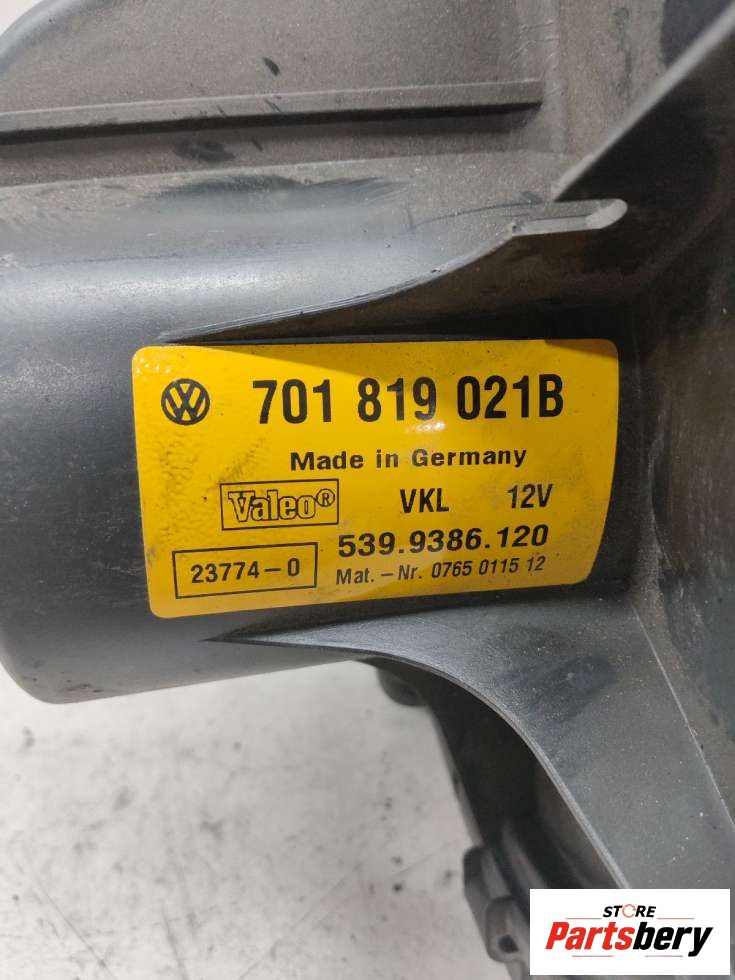 701 819 021B
Made in Germany
Valeo® VKL 12V
539.9386.120
23774-0
Mat.-Nr. 0765 0115 12
STORE
Partsbery